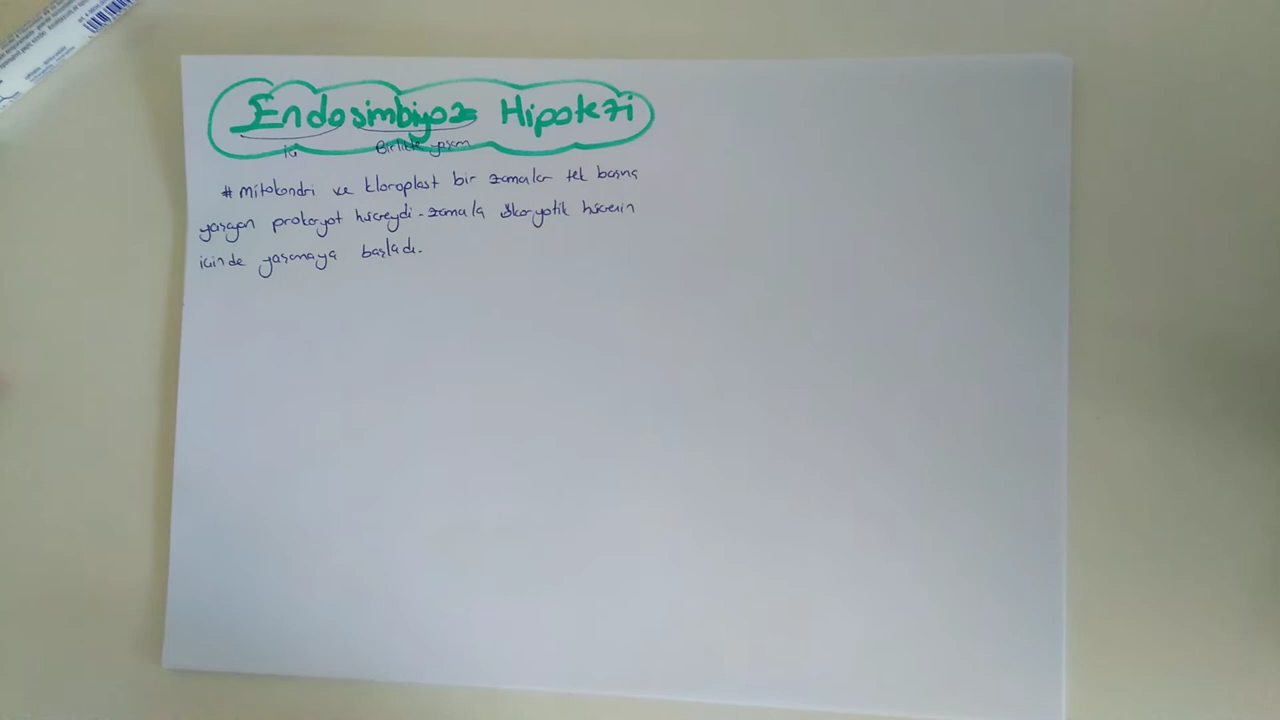 Endosimbiyoz Hipotezi
iç Birlikte yaşam
# mitokondri ve kloroplast bir zamanlar tek başına
yaşayan prokaryot hücreydi. zamanla ökaryotik hücrenin
içinde yaşamaya başladı.